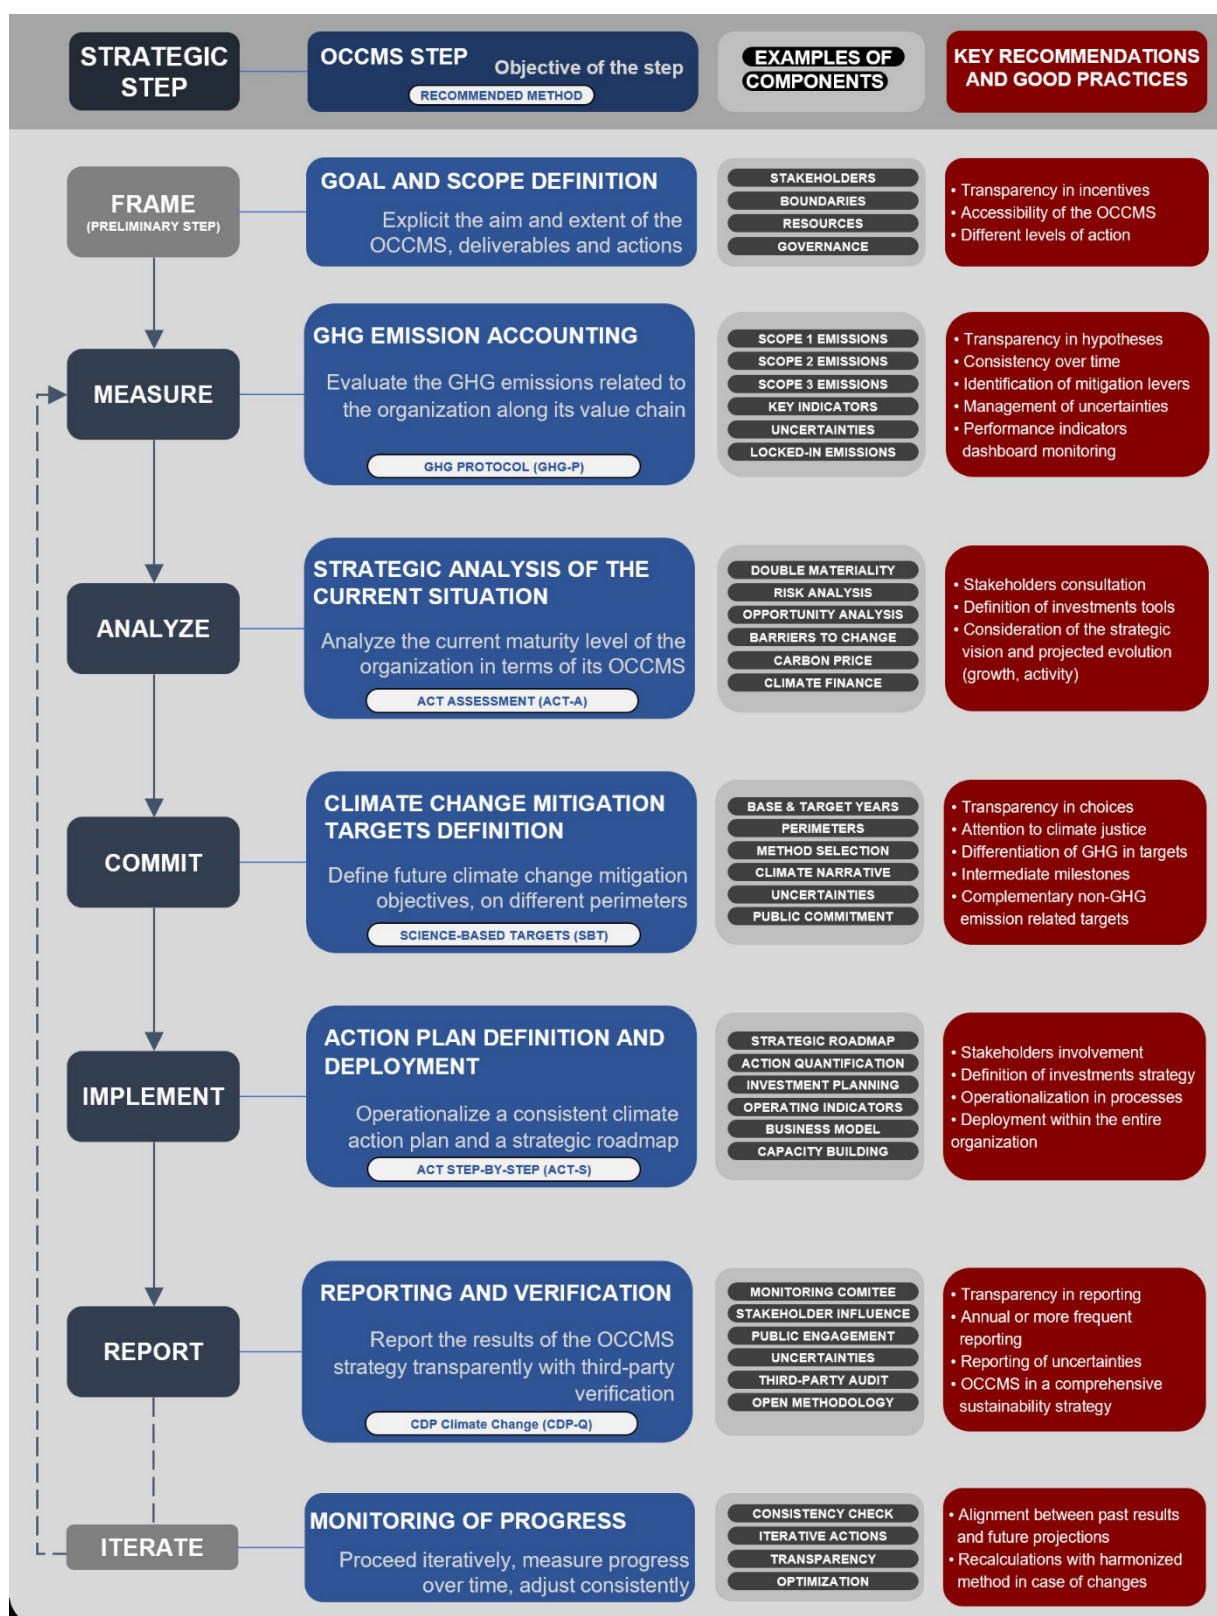 STRATEGIC
STEP
OCCMS STEP
Objective of the step
RECOMMENDED METHOD
EXAMPLES OF
COMPONENTS
KEY RECOMMENDATIONS
AND GOOD PRACTICES
FRAME
(PRELIMINARY STEP)
GOAL AND SCOPE DEFINITION
Explicit the aim and extent of the
OCCMS, deliverables and actions
STAKEHOLDERS
BOUNDARIES
RESOURCES
GOVERNANCE
• Transparency in incentives
• Accessibility of the OCCMS
• Different levels of action
MEASURE
GHG EMISSION ACCOUNTING
Evaluate the GHG emissions related to
the organization along its value chain
GHG PROTOCOL (GHG-P)
SCOPE 1 EMISSIONS
SCOPE 2 EMISSIONS
SCOPE 3 EMISSIONS
KEY INDICATORS
UNCERTAINTIES
LOCKED-IN EMISSIONS
• Transparency in hypotheses
• Consistency over time
• Identification of mitigation levers
• Management of uncertainties
• Performance indicators
dashboard monitoring
ANALYZE
STRATEGIC ANALYSIS OF THE
CURRENT SITUATION
Analyze the current maturity level of the
organization in terms of its OCCMS
ACT ASSESSMENT (ACT-A)
DOUBLE MATERIALITY
RISK ANALYSIS
OPPORTUNITY ANALYSIS
BARRIERS TO CHANGE
CARBON PRICE
CLIMATE FINANCE
• Stakeholders consultation
• Definition of investments tools
• Consideration of the strategic
vision and projected evolution
(growth, activity)
COMMIT
CLIMATE CHANGE MITIGATION
TARGETS DEFINITION
Define future climate change mitigation
objectives, on different perimeters
SCIENCE-BASED TARGETS (SBT)
BASE & TARGET YEARS
PERIMETERS
METHOD SELECTION
CLIMATE NARRATIVE
UNCERTAINTIES
PUBLIC COMMITMENT
• Transparency in choices
• Attention to climate justice
• Differentiation of GHG in targets
• Intermediate milestones
• Complementary non-GHG
emission related targets
IMPLEMENT
ACTION PLAN DEFINITION AND
DEPLOYMENT
Operationalize a consistent climate
action plan and a strategic roadmap
ACT STEP-BY-STEP (ACT-S)
STRATEGIC ROADMAP
ACTION QUANTIFICATION
INVESTMENT PLANNING
OPERATING INDICATORS
BUSINESS MODEL
CAPACITY BUILDING
• Stakeholders involvement
• Definition of investments strategy
• Operationalization in processes
• Deployment within the entire
organization
REPORT
REPORTING AND VERIFICATION
Report the results of the OCCMS
strategy transparently with third-party
verification
CDP Climate Change (CDP-Q)
MONITORING COMITEE
STAKEHOLDER INFLUENCE
PUBLIC ENGAGEMENT
UNCERTAINTIES
THIRD-PARTY AUDIT
OPEN METHODOLOGY
• Transparency in reporting
• Annual or more frequent
reporting
• Reporting of uncertainties
• OCCMS in a comprehensive
sustainability strategy
ITERATE
MONITORING OF PROGRESS
Proceed iteratively, measure progress
over time, adjust consistently
CONSISTENCY CHECK
ITERATIVE ACTIONS
TRANSPARENCY
OPTIMIZATION
• Alignment between past results
and future projections
• Recalculations with harmonized
method in case of changes